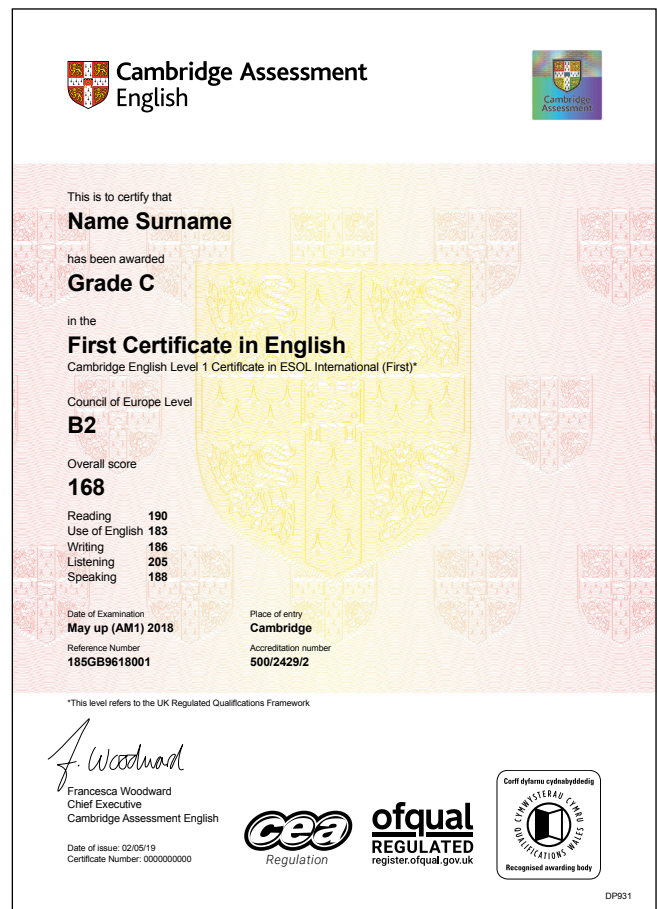 Cambridge Assessment
English
Cambridge
Assessment
This is to certify that
Name Surname
has been awarded
Grade C
in the
First Certificate in English
Cambridge English Level 1 Certificate in ESOL International (First)*
Council of Europe Level
B2
Overall score
168
Reading 190
Use of English 183
Writing 186
Listening 205
Speaking 188
Date of Examination
May up (AM1) 2018
Place of entry
Cambridge
Reference Number
185GB9618001
Accreditation number
500/2429/2
*This level refers to the UK Regulated Qualifications Framework
F. Woodward
Francesca Woodward
Chief Executive
Cambridge Assessment English
Date of issue: 02/05/19
Certificate Number: 0000000000
cea
Regulation
ofqual
REGULATED
register.ofqual.gov.uk
Corff dyfarnu cydnabyddedig
CYMWYSTERAU CYMRU
QUALIFICATIONS WALES
Recognised awarding body
DP931